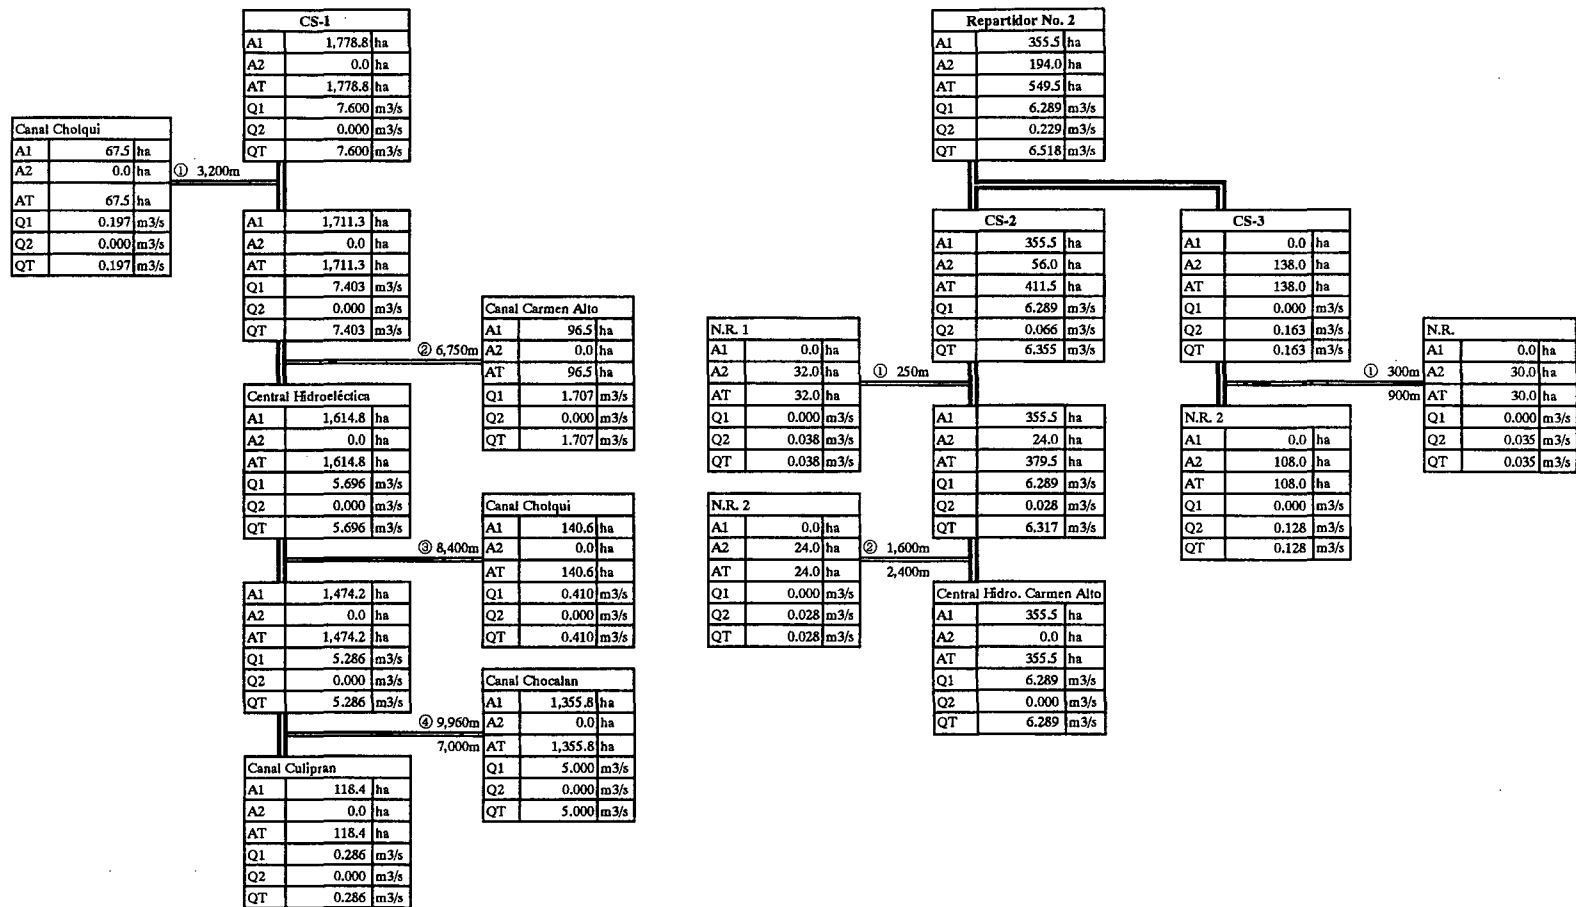 CS-1
A1 1,778.8 ha
A2 0.0 ha
AT 1,778.8 ha
Q1 7.600 m3/s
Q2 0.000 m3/s
QT 7.600 m3/s
Canal Cholqui
A1 67.5 ha
A2 0.0 ha
AT 67.5 ha
Q1 0.197 m3/s
Q2 0.000 m3/s
QT 0.197 m3/s
① 3,200m
A1 1,711.3 ha
A2 0.0 ha
AT 1,711.3 ha
Q1 7.403 m3/s
Q2 0.000 m3/s
QT 7.403 m3/s
② 6,750m
Canal Carmen Alto
A1 96.5 ha
A2 0.0 ha
AT 96.5 ha
Q1 1.707 m3/s
Q2 0.000 m3/s
QT 1.707 m3/s
Central Hidroeléctica
A1 1,614.8 ha
A2 0.0 ha
AT 1,614.8 ha
Q1 5.696 m3/s
Q2 0.000 m3/s
QT 5.696 m3/s
③ 8,400m
Canal Cholqui
A1 140.6 ha
A2 0.0 ha
AT 140.6 ha
Q1 0.410 m3/s
Q2 0.000 m3/s
QT 0.410 m3/s
A1 1,474.2 ha
A2 0.0 ha
AT 1,474.2 ha
Q1 5.286 m3/s
Q2 0.000 m3/s
QT 5.286 m3/s
④ 9,960m
7,000m
Canal Chocalan
A1 1,355.8 ha
A2 0.0 ha
AT 1,355.8 ha
Q1 5.000 m3/s
Q2 0.000 m3/s
QT 5.000 m3/s
Canal Culipran
A1 118.4 ha
A2 0.0 ha
AT 118.4 ha
Q1 0.286 m3/s
Q2 0.000 m3/s
QT 0.286 m3/s
Repartidor No. 2
A1 355.5 ha
A2 194.0 ha
AT 549.5 ha
Q1 6.289 m3/s
Q2 0.229 m3/s
QT 6.518 m3/s
CS-2
A1 355.5 ha
A2 56.0 ha
AT 411.5 ha
Q1 6.289 m3/s
Q2 0.066 m3/s
QT 6.355 m3/s
N.R. 1
A1 0.0 ha
A2 32.0 ha
AT 32.0 ha
Q1 0.000 m3/s
Q2 0.038 m3/s
QT 0.038 m3/s
① 250m
A1 355.5 ha
A2 24.0 ha
AT 379.5 ha
Q1 6.289 m3/s
Q2 0.028 m3/s
QT 6.317 m3/s
N.R. 2
A1 0.0 ha
A2 24.0 ha
AT 24.0 ha
Q1 0.000 m3/s
Q2 0.028 m3/s
QT 0.028 m3/s
② 1,600m
2,400m
Central Hidro. Carmen Alto
A1 355.5 ha
A2 0.0 ha
AT 355.5 ha
Q1 6.289 m3/s
Q2 0.000 m3/s
QT 6.289 m3/s
CS-3
A1 0.0 ha
A2 138.0 ha
AT 138.0 ha
Q1 0.000 m3/s
Q2 0.163 m3/s
QT 0.163 m3/s
① 300m
900m
N.R.
A1 0.0 ha
A2 30.0 ha
AT 30.0 ha
Q1 0.000 m3/s
Q2 0.035 m3/s
QT 0.035 m3/s
N.R. 2
A1 0.0 ha
A2 108.0 ha
AT 108.0 ha
Q1 0.000 m3/s
Q2 0.128 m3/s
QT 0.128 m3/s